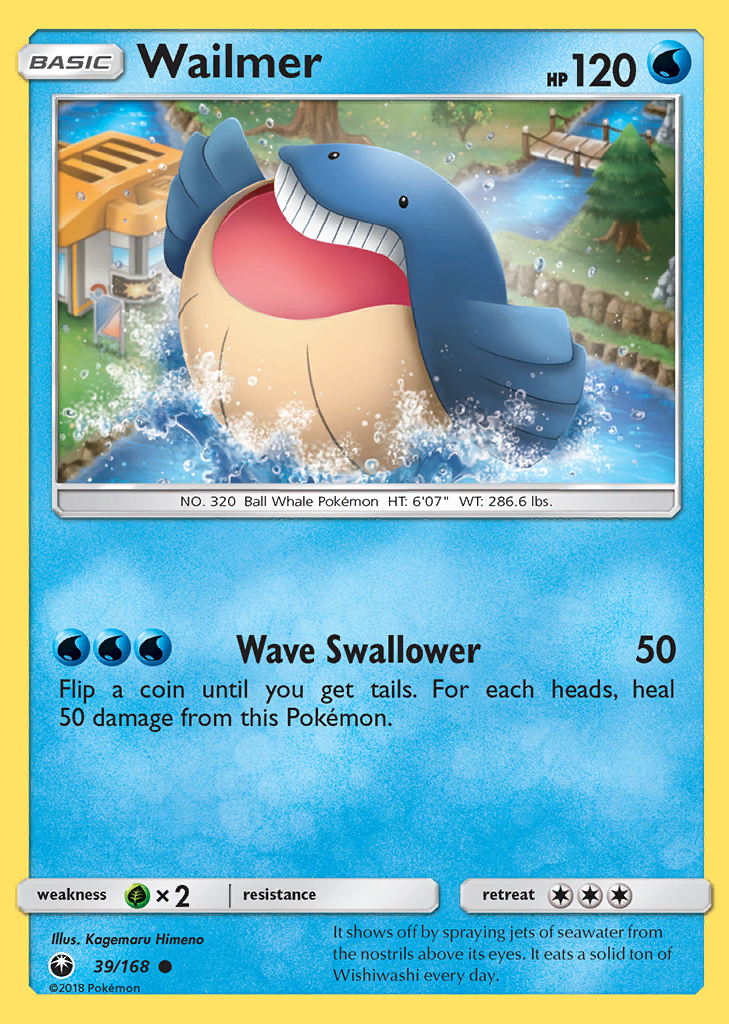 BASIC Wailmer HP 120
NO. 320 Ball Whale Pokémon HT: 6'07" WT: 286.6 lbs.
Wave Swallower 50
Flip a coin until you get tails. For each heads, heal
50 damage from this Pokémon.
weakness × 2 resistance retreat
Illus. Kagemaru Himeno
39/168
©2018 Pokémon
It shows off by spraying jets of seawater from
the nostrils above its eyes. It eats a solid ton of
Wishiwashi every day.